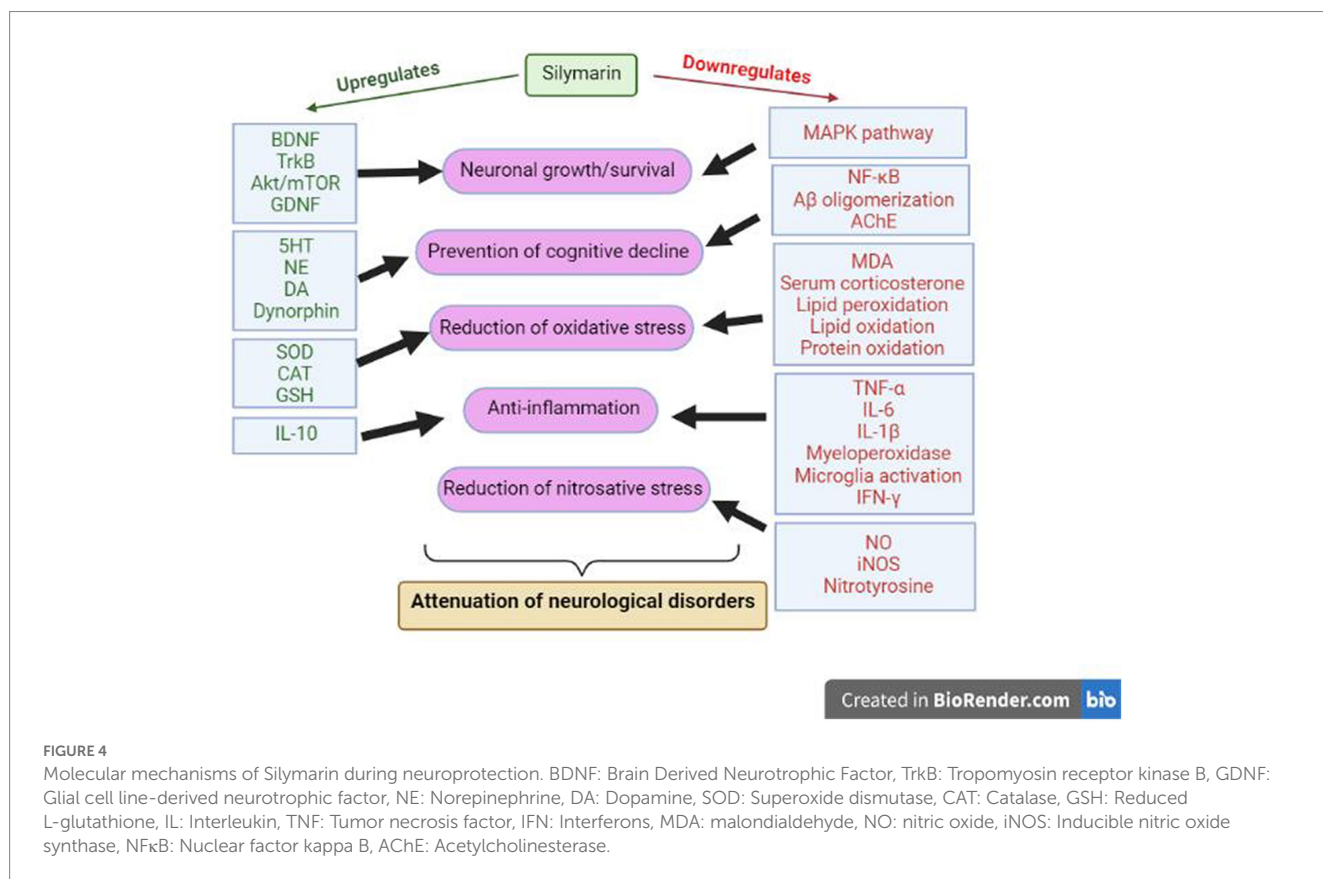 Upregulates
Silymarin
Downregulates
BDNF
TrkB
Akt/mTOR
GDNF
5HT
NE
DA
Dynorphin
SOD
CAT
GSH
IL-10
Neuronal growth/survival
Prevention of cognitive decline
Reduction of oxidative stress
Anti-inflammation
Reduction of nitrosative stress
Attenuation of neurological disorders
MAPK pathway
NF-κB
Aβ oligomerization
AChE
MDA
Serum corticosterone
Lipid peroxidation
Lipid oxidation
Protein oxidation
TNF-α
IL-6
IL-1β
Myeloperoxidase
Microglia activation
IFN-γ
NO
iNOS
Nitrotyrosine
Created in BioRender.com bio
FIGURE 4
Molecular mechanisms of Silymarin during neuroprotection. BDNF: Brain Derived Neurotrophic Factor, TrkB: Tropomyosin receptor kinase B, GDNF:
Glial cell line-derived neurotrophic factor, NE: Norepinephrine, DA: Dopamine, SOD: Superoxide dismutase, CAT: Catalase, GSH: Reduced
L-glutathione, IL: Interleukin, TNF: Tumor necrosis factor, IFN: Interferons, MDA: malondialdehyde, NO: nitric oxide, iNOS: Inducible nitric oxide
synthase, NFκB: Nuclear factor kappa B, AChE: Acetylcholinesterase.